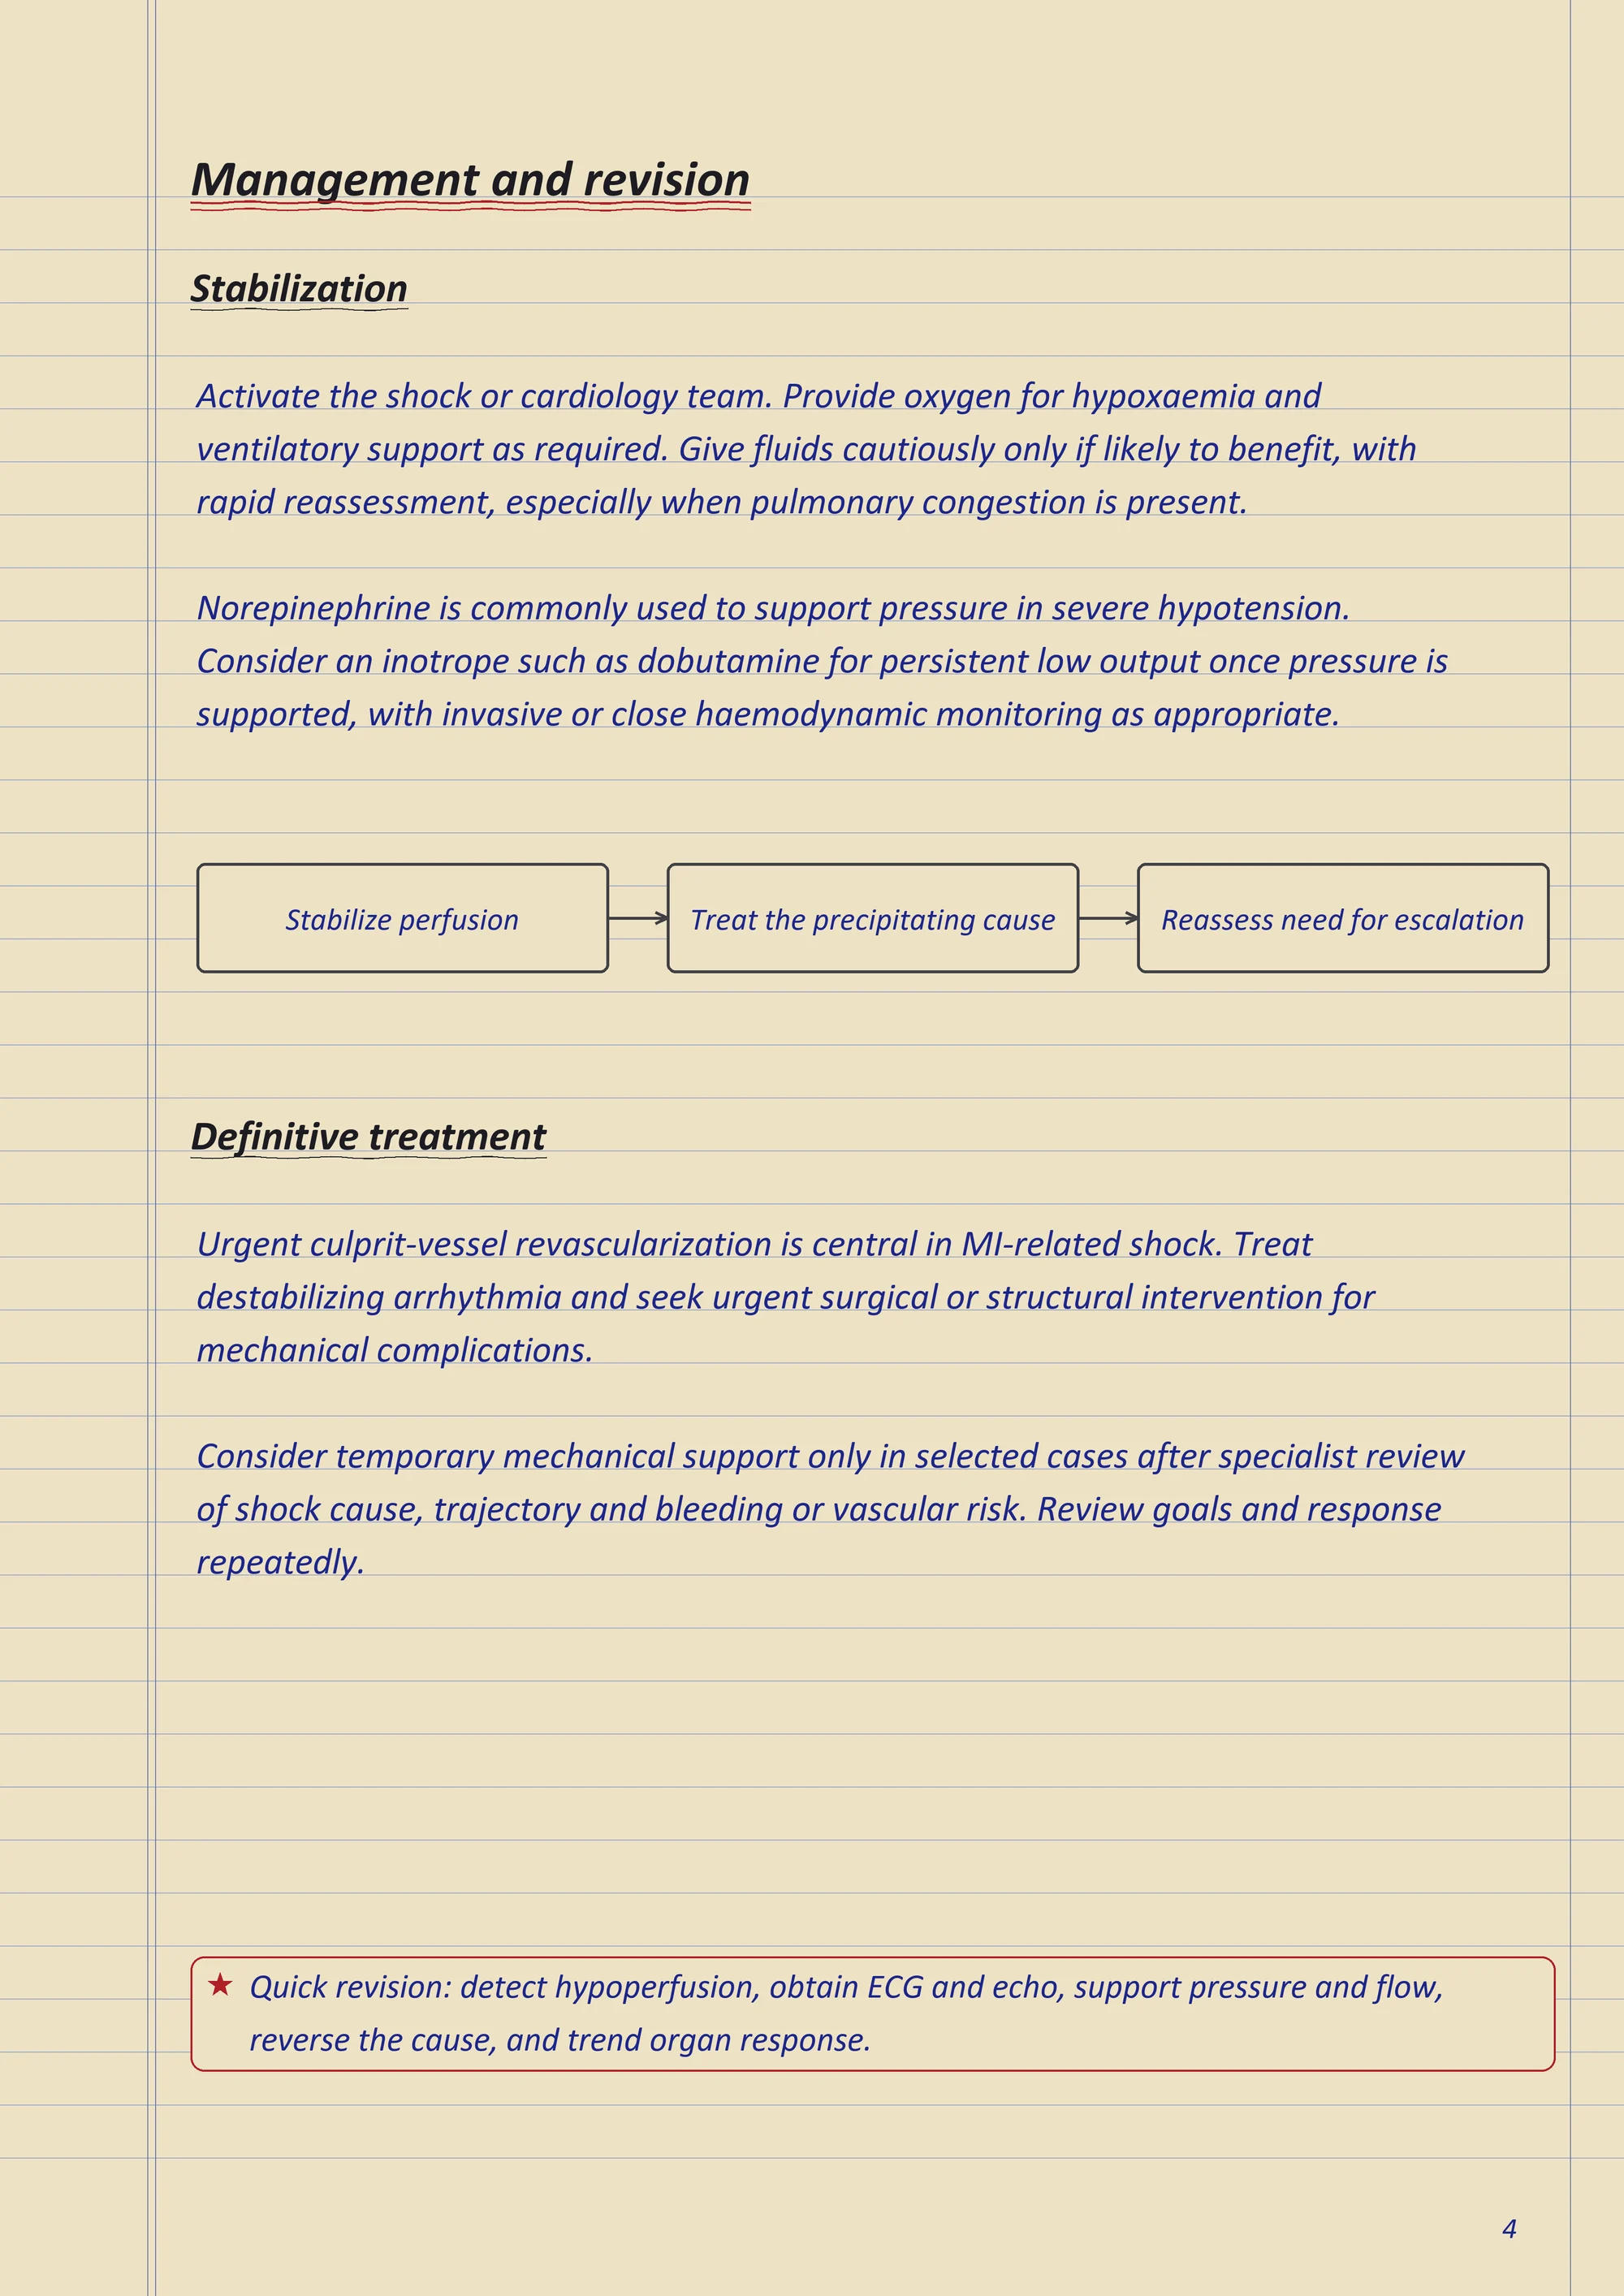 Management and revision
Stabilization
Activate the shock or cardiology team. Provide oxygen for hypoxaemia and
ventilatory support as required. Give fluids cautiously only if likely to benefit, with
rapid reassessment, especially when pulmonary congestion is present.
Norepinephrine is commonly used to support pressure in severe hypotension.
Consider an inotrope such as dobutamine for persistent low output once pressure is
supported, with invasive or close haemodynamic monitoring as appropriate.
Stabilize perfusion
Treat the precipitating cause
Reassess need for escalation
Definitive treatment
Urgent culprit-vessel revascularization is central in MI-related shock. Treat
destabilizing arrhythmia and seek urgent surgical or structural intervention for
mechanical complications.
Consider temporary mechanical support only in selected cases after specialist review
of shock cause, trajectory and bleeding or vascular risk. Review goals and response
repeatedly.
★ Quick revision: detect hypoperfusion, obtain ECG and echo, support pressure and flow,
reverse the cause, and trend organ response.
4